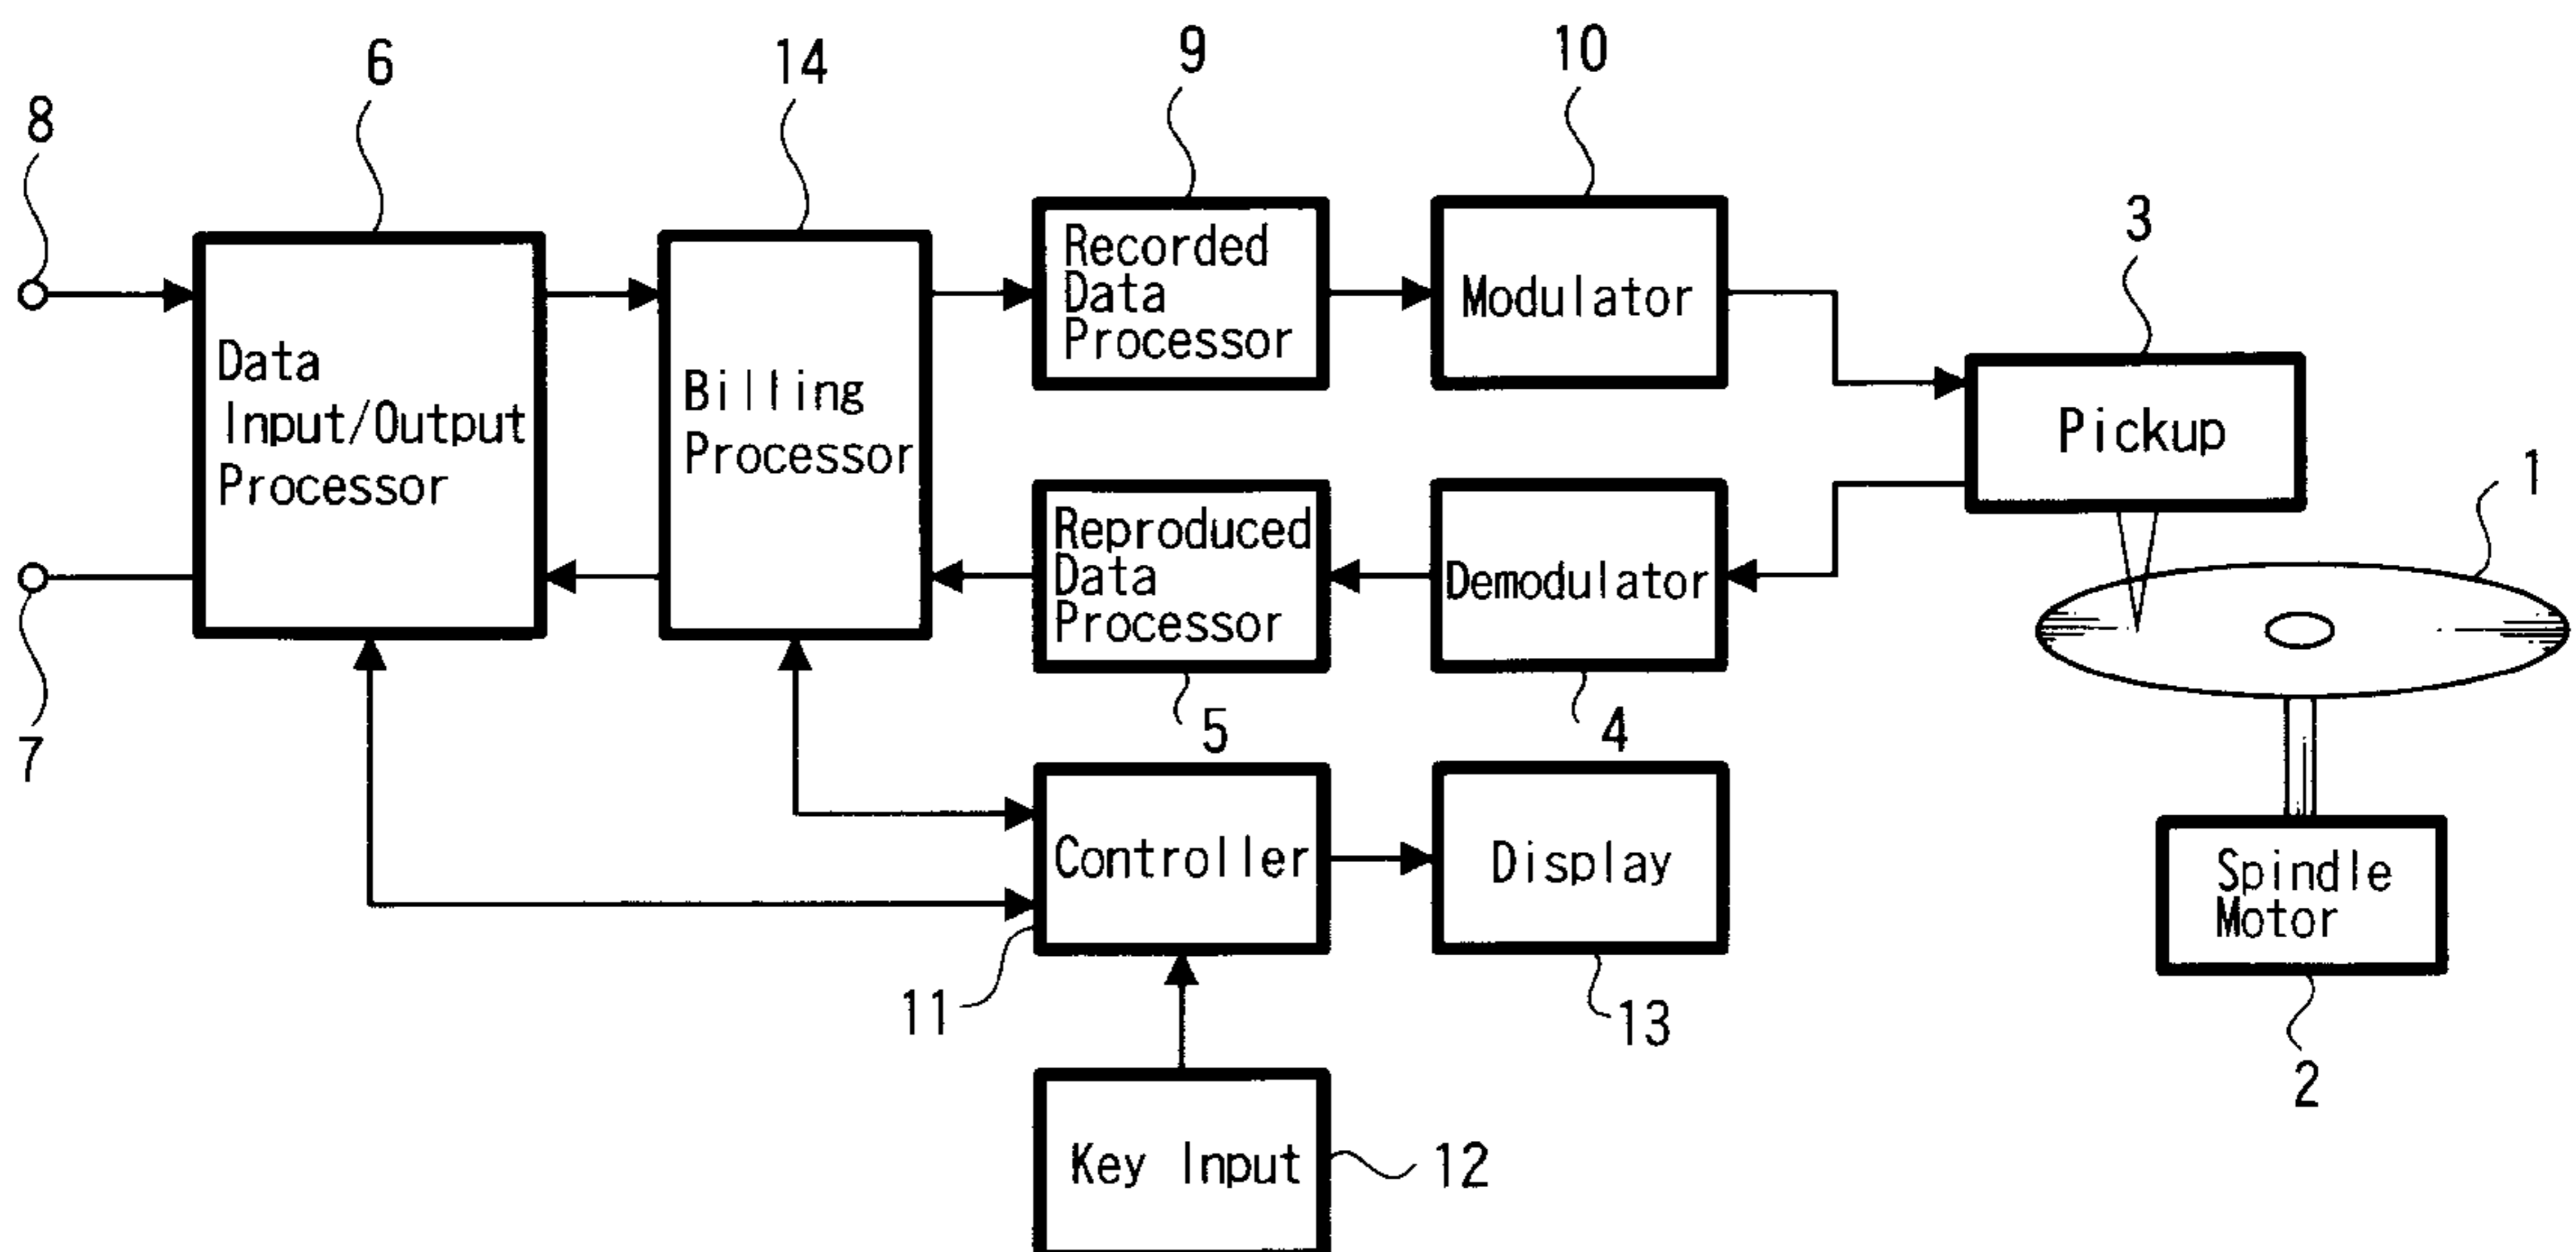 6
14
9
10
8
3
Recorded
Data
Processor
Modulator
Data
Input/Output
Processor
Billing
Processor
Pickup
1
Reproduced
Data
Processor
Demodulator
7
5
4
Controller
Display
Spindle
Motor
11
13
2
Key Input
12